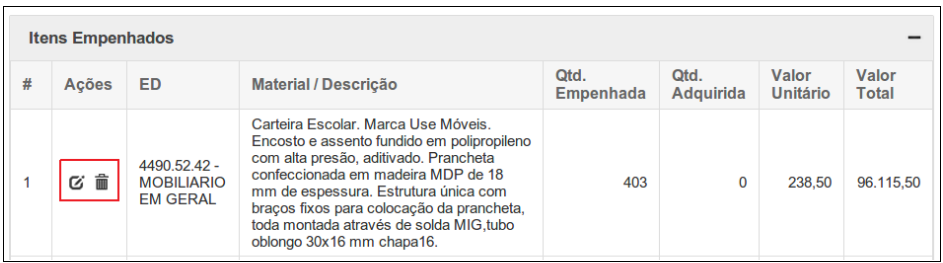 Itens Empenhados
# Ações ED Material / Descrição Qtd. Empenhada Qtd. Adquirida Valor Unitário Valor Total
1
4490.52.42 -
MOBILIARIO
EM GERAL
Carteira Escolar. Marca Use Móveis.
Encosto e assento fundido em polipropileno
com alta presão, aditivado. Prancheta
confeccionada em madeira MDP de 18
mm de espessura. Estrutura única com
braços fixos para colocação da prancheta,
toda montada através de solda MIG,tubo
oblongo 30x16 mm chapa16.
403
0
238,50
96.115,50